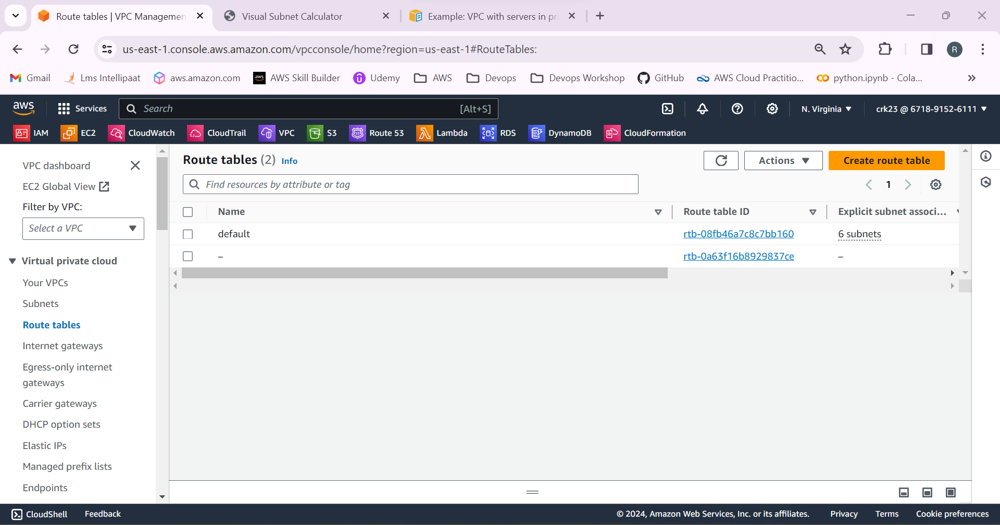 Route tables | VPC Managemen
Visual Subnet Calculator
Example: VPC with servers in pri
us-east-1.console.aws.amazon.com/vpcconsole/home?region=us-east-1#RouteTables:
R
Gmail
Lms Intellipaat
aws.amazon.com
aws
AWS Skill Builder
Udemy
AWS
Devops
Devops Workshop
GitHub
AWS Cloud Practitio...
python.ipynb - Cola...
aws
Services
Search
[Alt+S]
N. Virginia
crk23 @ 6718-9152-6111
IAM
EC2
CloudWatch
CloudTrail
VPC
S3
53
Route 53
Lambda
RDS
DynamoDB
CloudFormation
VPC dashboard
EC2 Global View
Filter by VPC:
Select a VPC
Virtual private cloud
Your VPCs
Subnets
Route tables
Internet gateways
Egress-only internet
gateways
Carrier gateways
DHCP option sets
Elastic IPs
Managed prefix lists
Endpoints
Route tables (2) Info
Actions
Create route table
Find resources by attribute or tag
1
Name
Route table ID
Explicit subnet associ...
default
rtb-08fb46a7c8c7bb160
6 subnets
–
rtb-0a63f16b8929837ce
–
CloudShell
Feedback
© 2024, Amazon Web Services, Inc. or its affiliates.
Privacy
Terms
Cookie preferences